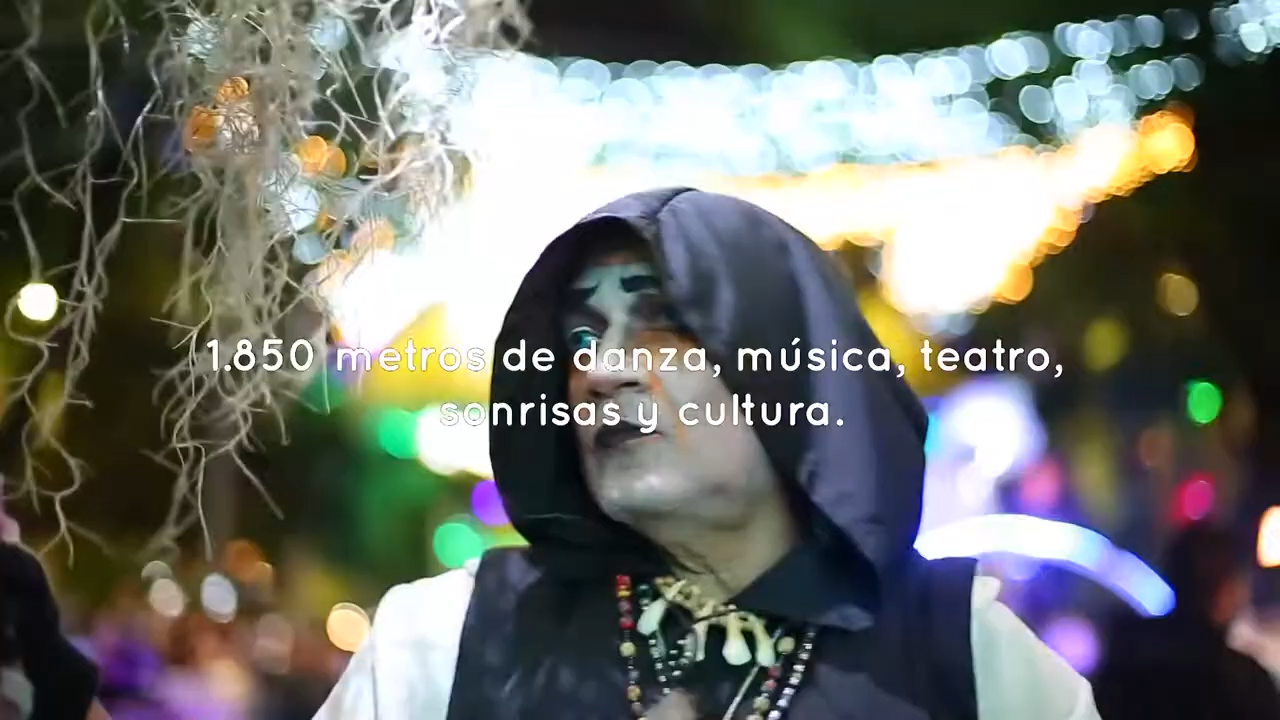 1.850 metros de danza, música, teatro,
sonrisas y cultura.